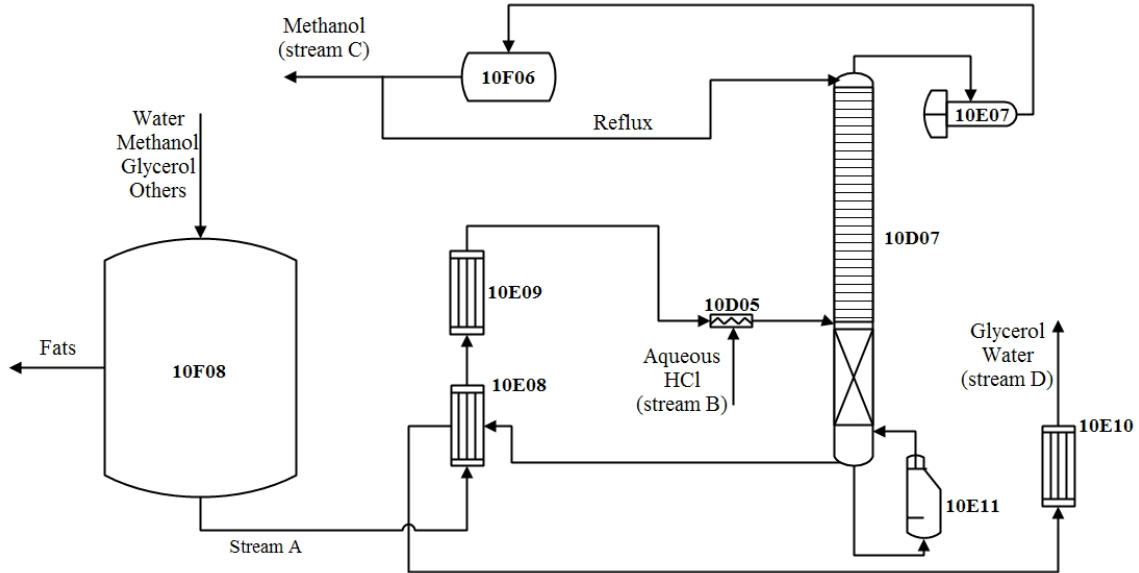 Methanol
(stream C)
10F06
10E07
Reflux
Water
Methanol
Glycerol
Others
10D07
10E09
10D05
Glycerol
Water
(stream D)
Fats
10F08
10E08
Aqueous
HCl
(stream B)
10E10
10E11
Stream A